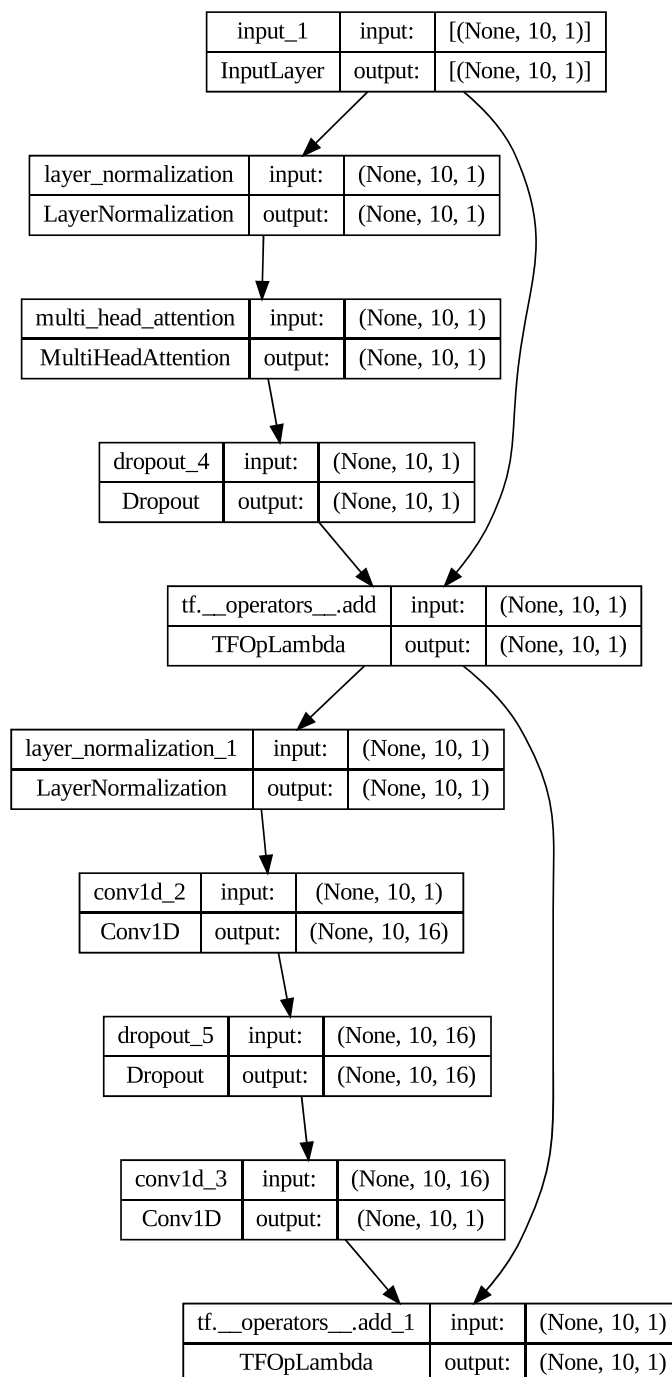 input_1 input: [(None, 10, 1)]
InputLayer output: [(None, 10, 1)]
layer_normalization input: (None, 10, 1)
LayerNormalization output: (None, 10, 1)
multi_head_attention input: (None, 10, 1)
MultiHeadAttention output: (None, 10, 1)
dropout_4 input: (None, 10, 1)
Dropout output: (None, 10, 1)
tf.__operators__.add input: (None, 10, 1)
TFOpLambda output: (None, 10, 1)
layer_normalization_1 input: (None, 10, 1)
LayerNormalization output: (None, 10, 1)
conv1d_2 input: (None, 10, 1)
Conv1D output: (None, 10, 16)
dropout_5 input: (None, 10, 16)
Dropout output: (None, 10, 16)
conv1d_3 input: (None, 10, 16)
Conv1D output: (None, 10, 1)
tf.__operators__.add_1 input: (None, 10, 1)
TFOpLambda output: (None, 10, 1)